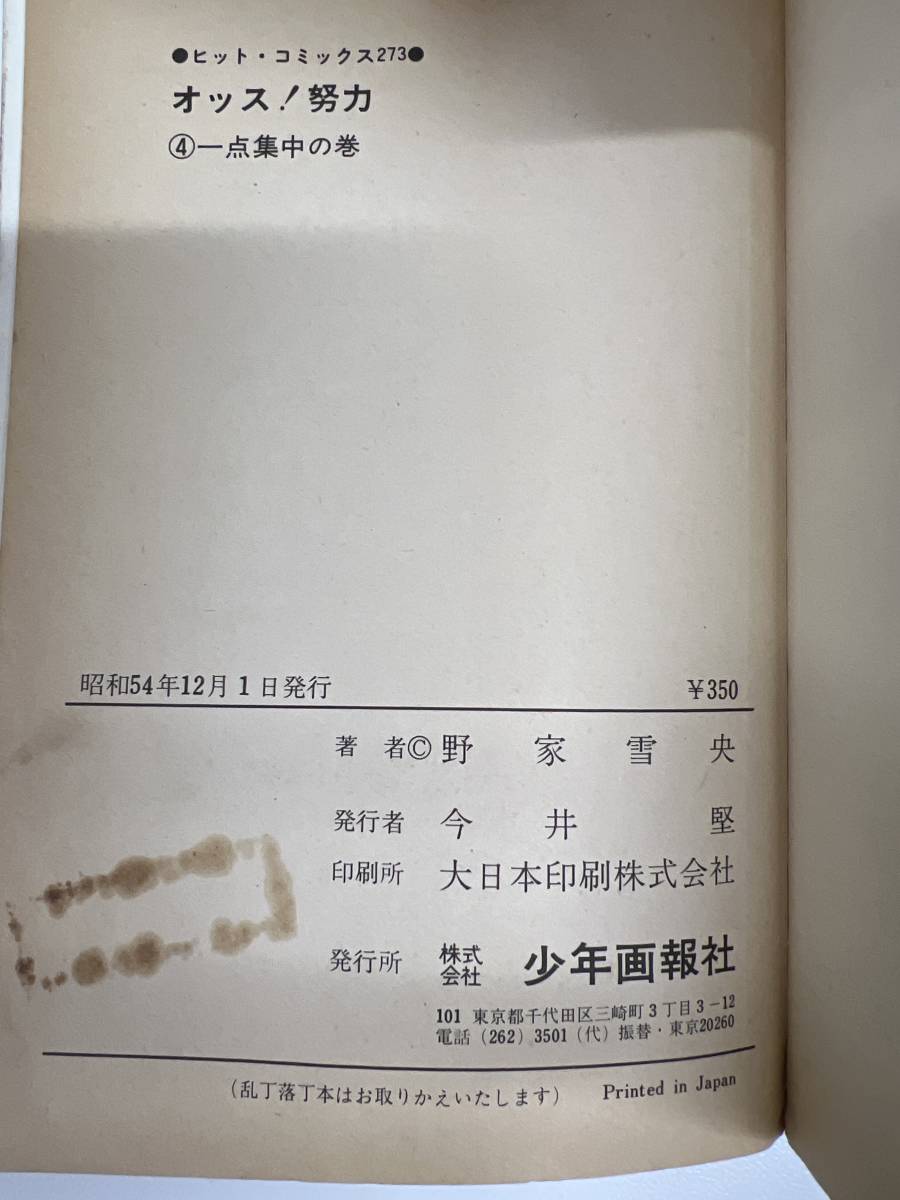 ●ヒット・コミックス273●
オッス！努力
④一点集中の巻
昭和54年12月1日発行 ¥350
著者© 野家雪央
発行者 今井堅
印刷所 大日本印刷株式会社
発行所 株式会社 少年画報社
101 東京都千代田区三崎町3丁目3-12
電話(262)3501(代)振替・東京20260
(乱丁落丁本はお取りかえいたします) Printed in Japan